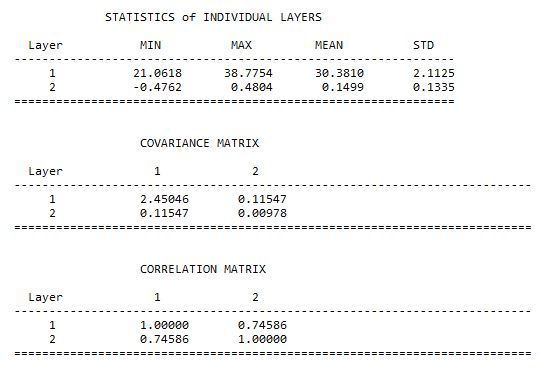 STATISTICS of INDIVIDUAL LAYERS
Layer MIN MAX MEAN STD
---------------------------------------------------------------
1 21.0618 38.7754 30.3810 2.1125
2 -0.4762 0.4804 0.1499 0.1335
===============================================================
COVARIANCE MATRIX
Layer 1 2
--------------------------------------------------------------------------
1 2.45046 0.11547
2 0.11547 0.00978
==========================================================================
CORRELATION MATRIX
Layer 1 2
--------------------------------------------------------------------------
1 1.00000 0.74586
2 0.74586 1.00000
==========================================================================